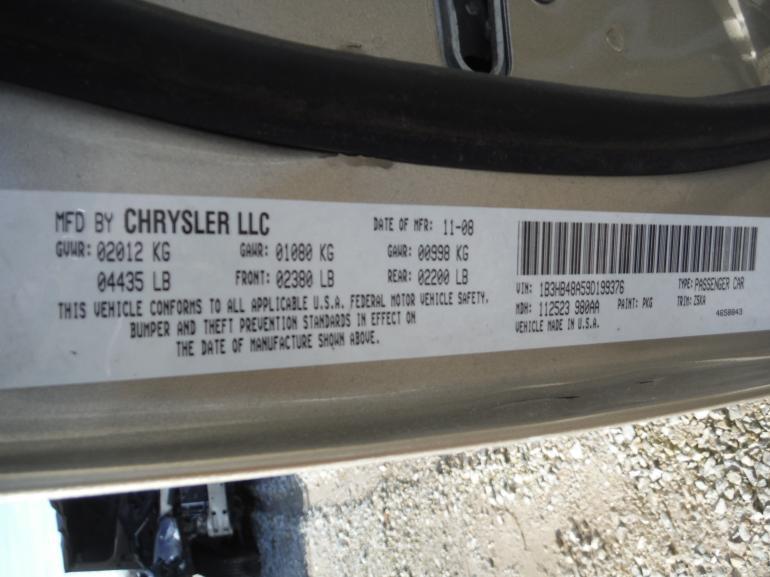 MFD BY CHRYSLER LLC DATE OF MFR: 11-08
GVWR: 02012 KG GAWR: 01080 KG GAWR: 00998 KG
04435 LB FRONT: 02380 LB REAR: 02200 LB
THIS VEHICLE CONFORMS TO ALL APPLICABLE U.S.A. FEDERAL MOTOR VEHICLE SAFETY,
BUMPER AND THEFT PREVENTION STANDARDS IN EFFECT ON
THE DATE OF MANUFACTURE SHOWN ABOVE.
VIN: 1B3HB48A59D199376 TYPE: PASSENGER CAR
MDH: 112523 980AA PAINT: PKG TRIM: Z5KA
VEHICLE MADE IN U.S.A. 4658043